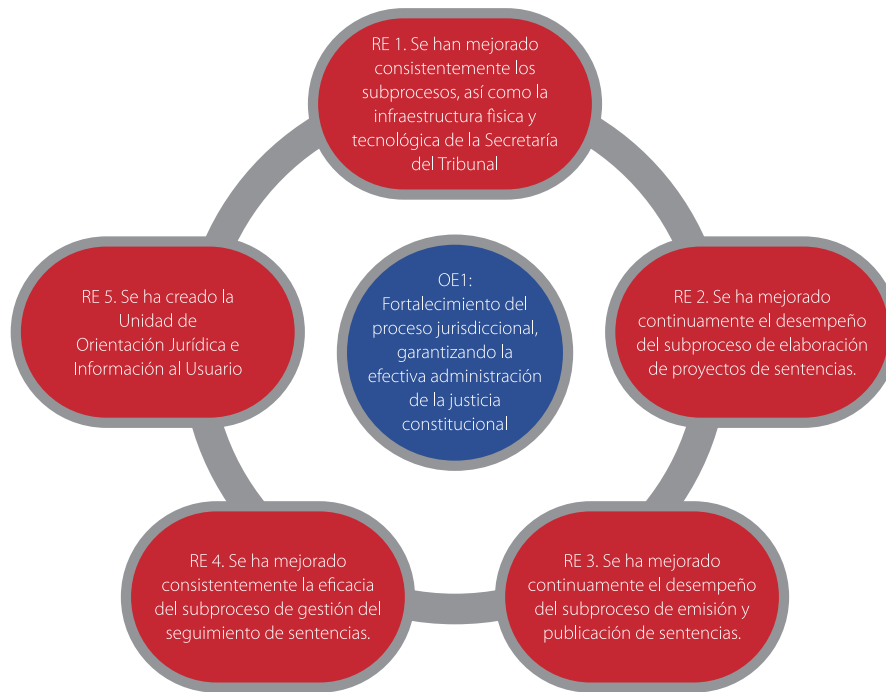 RE 1. Se han mejorado
consistentemente los
subprocesos, así como la
infraestructura física y
tecnológica de la Secretaría
del Tribunal
OE1:
Fortalecimiento del
proceso jurisdiccional,
garantizando la
efectiva administración
de la justicia
constitucional
RE 2. Se ha mejorado
continuamente el desempeño
del subproceso de elaboración
de proyectos de sentencias.
RE 3. Se ha mejorado
continuamente el desempeño
del subproceso de emisión y
publicación de sentencias.
RE 4. Se ha mejorado
consistentemente la eficacia
del subproceso de gestión del
seguimiento de sentencias.
RE 5. Se ha creado la
Unidad de
Orientación Jurídica e
Información al Usuario